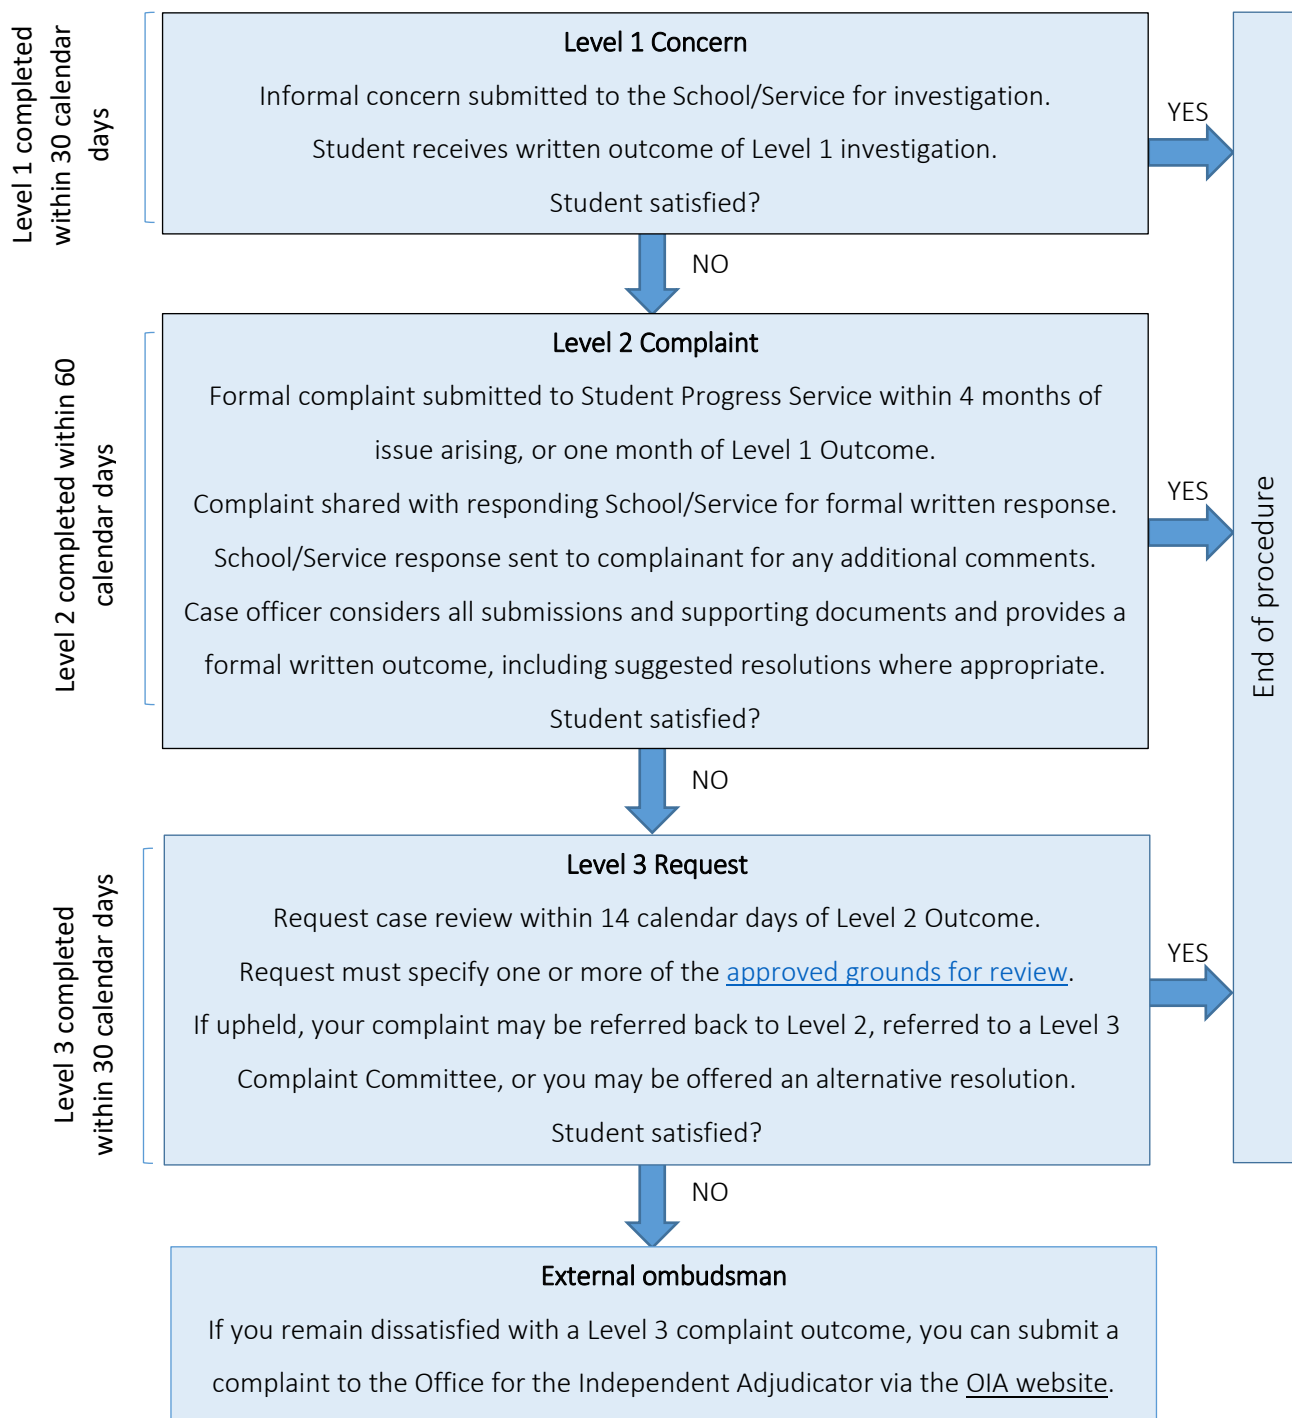 Level 1 completed
within 30 calendar
days
Level 1 Concern
Informal concern submitted to the School/Service for investigation.
Student receives written outcome of Level 1 investigation.
Student satisfied?
YES
NO
Level 2 completed within 60
calendar days
Level 2 Complaint
Formal complaint submitted to Student Progress Service within 4 months of
issue arising, or one month of Level 1 Outcome.
Complaint shared with responding School/Service for formal written response.
School/Service response sent to complainant for any additional comments.
Case officer considers all submissions and supporting documents and provides a
formal written outcome, including suggested resolutions where appropriate.
Student satisfied?
YES
End of procedure
NO
Level 3 completed
within 30 calendar days
Level 3 Request
Request case review within 14 calendar days of Level 2 Outcome.
Request must specify one or more of the approved grounds for review.
If upheld, your complaint may be referred back to Level 2, referred to a Level 3
Complaint Committee, or you may be offered an alternative resolution.
Student satisfied?
YES
NO
External ombudsman
If you remain dissatisfied with a Level 3 complaint outcome, you can submit a
complaint to the Office for the Independent Adjudicator via the OIA website.